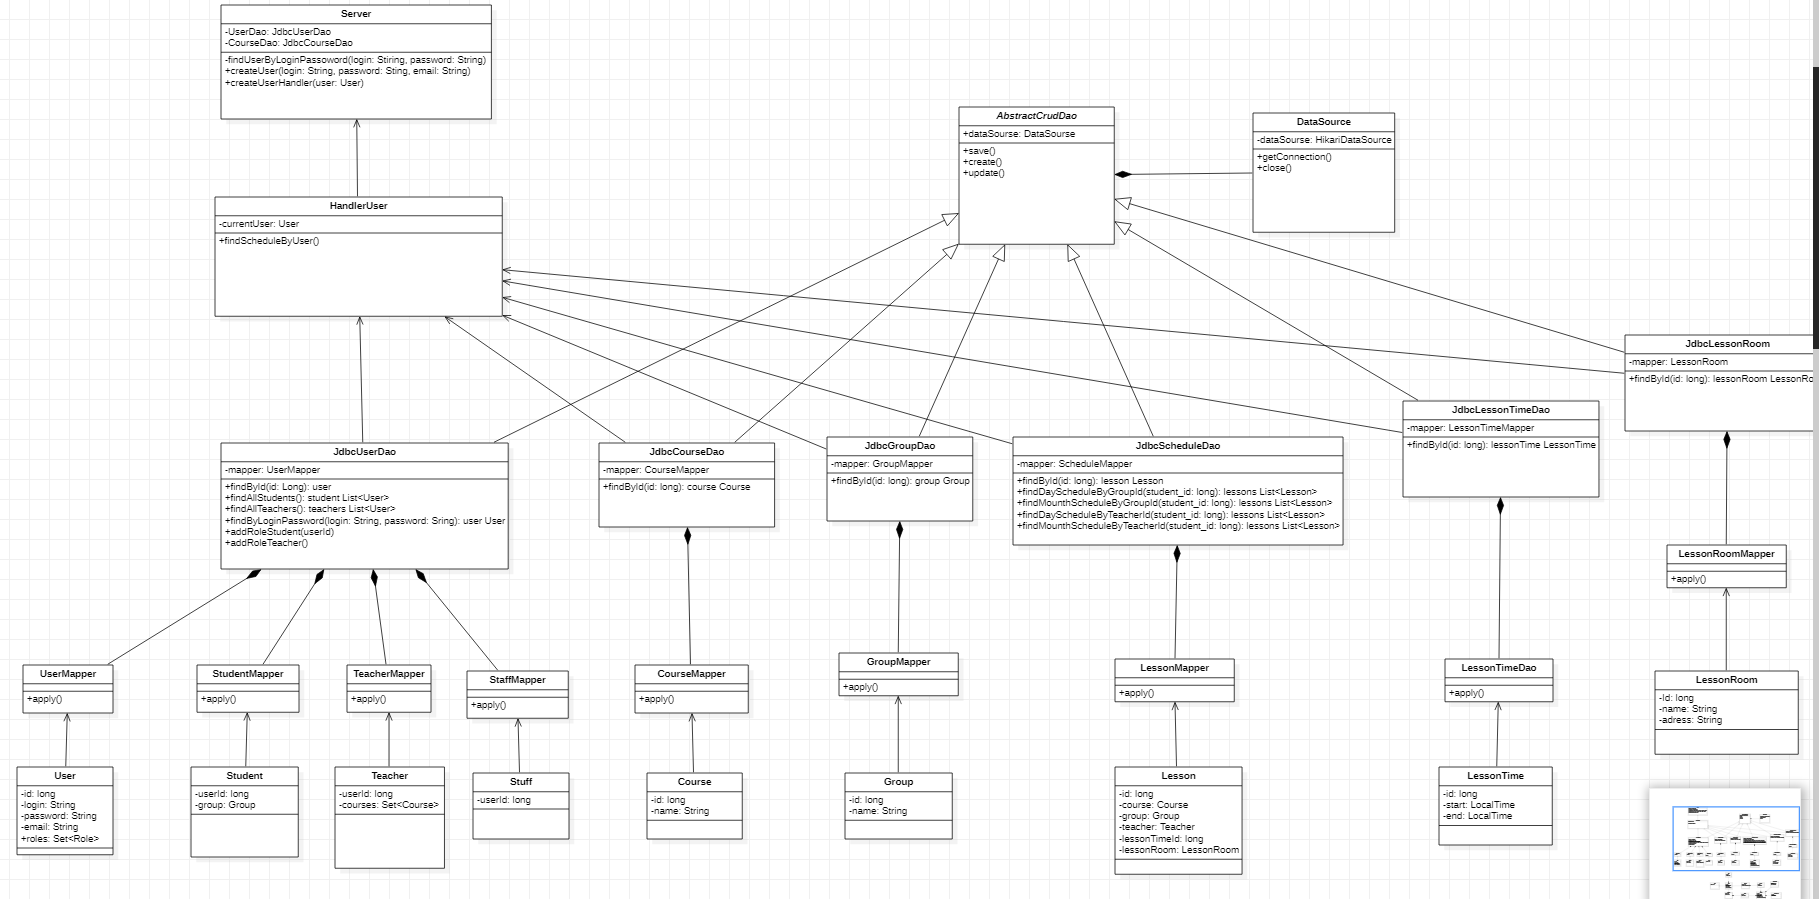 Server
-UserDao: JdbcUserDao
-CourseDao: JdbcCourseDao
-findUserByLoginPassoword(login: Stiring, password: String)
+createUser(login: String, password: Sting, email: String)
+createUserHandler(user: User)
AbstractCrudDao
+dataSourse: DataSourse
+save()
+create()
+update()
DataSource
-dataSourse: HikariDataSource
+getConnection()
+close()
HandlerUser
-currentUser: User
+findScheduleByUser()
JdbcLessonRoom
-mapper: LessonRoom
+findById(id: long): lessonRoom LessonRo
JdbcLessonTimeDao
-mapper: LessonTimeMapper
+findById(id: long): lessonTime LessonTime
JdbcUserDao
-mapper: UserMapper
+findById(id: Long): user
+findAllStudents(): student List<User>
+findAllTeachers(): teachers List<User>
+findByLoginPassword(login: String, password: Sring): user User
+addRoleStudent(userId)
+addRoleTeacher()
JdbcCourseDao
-mapper: CourseMapper
+findById(id: long): course Course
JdbcGroupDao
-mapper: GroupMapper
+findById(id: long): group Group
JdbcScheduleDao
-mapper: ScheduleMapper
+findById(id: long): lesson Lesson
+findDayScheduleByGroupId(student_id: long): lessons List<Lesson>
+findMounthScheduleByGroupId(student_id: long): lessons List<Lesson>
+findDayScheduleByTeacherId(student_id: long): lessons List<Lesson>
+findMounthScheduleByTeacherId(student_id: long): lessons List<Lesson>
LessonRoomMapper
+apply()
UserMapper
+apply()
StudentMapper
+apply()
TeacherMapper
+apply()
StaffMapper
+apply()
CourseMapper
+apply()
GroupMapper
+apply()
LessonMapper
+apply()
LessonTimeDao
+apply()
LessonRoom
-Id: long
-name: String
-adress: String
User
-id: long
-login: String
-password: String
-email: String
+roles: Set<Role>
Student
-userId: long
-group: Group
Teacher
-userId: long
-courses: Set<Course>
Stuff
-userId: long
Course
-id: long
-name: String
Group
-id: long
-name: String
Lesson
-id: long
-course: Course
-group: Group
-teacher: Teacher
-lessonTimeId: long
-lessonRoom: LessonRoom
LessonTime
-id: long
-start: LocalTime
-end: LocalTime